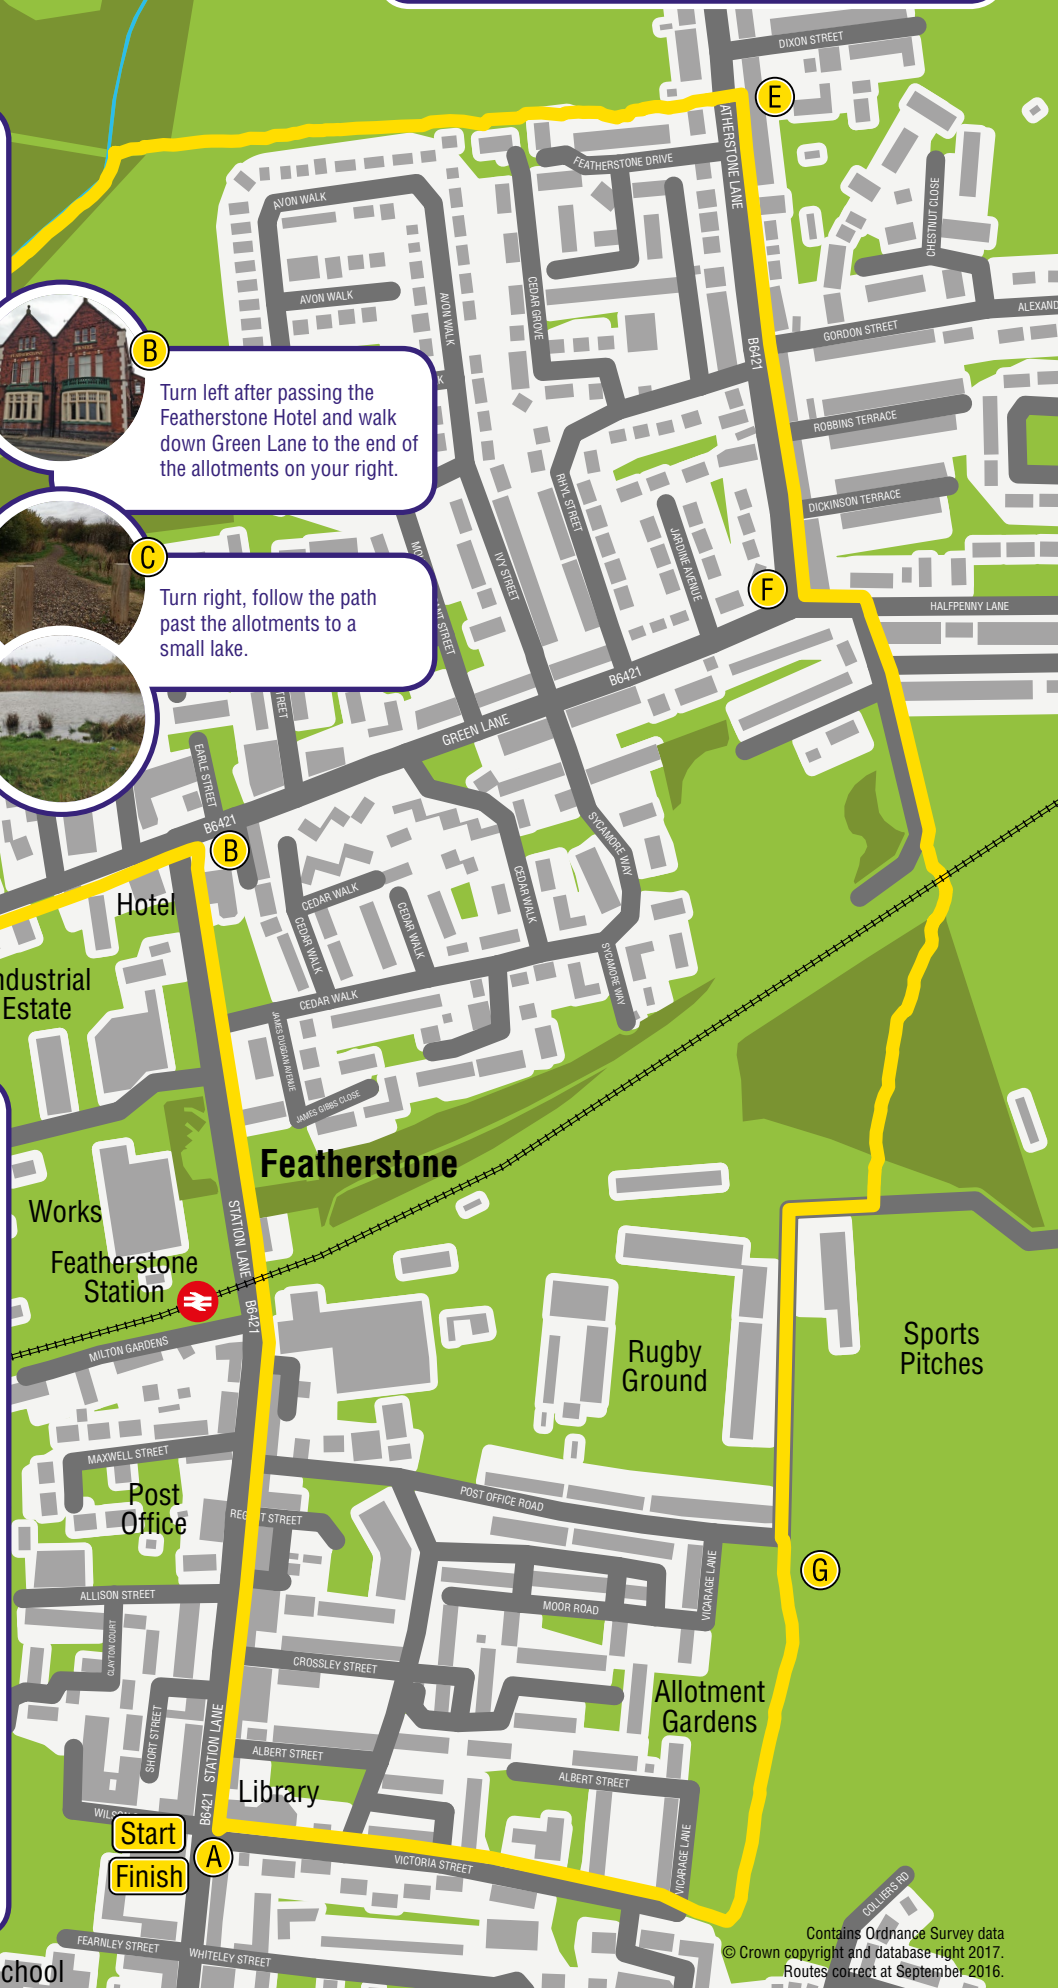 DIXON STREET
E
ATHERSTONE LANE
FEATHERSTONE DRIVE
AVON WALK
CHESTNUT CLOSE
AVON WALK
AVON WALK
CEDAR GROVE
ALEXAND
GORDON STREET
B6421
B
Turn left after passing the
Featherstone Hotel and walk
down Green Lane to the end of
the allotments on your right.
K
ROBBINS TERRACE
RHYL STREET
DICKINSON TERRACE
C
Turn right, follow the path
past the allotments to a
small lake.
MO
ANT STREET
IVY STREET
JARDINE AVENUE
F
HALFPENNY LANE
B6421
TREET
GREEN LANE
EARLE STREET
B6421
B
SYCAMORE WAY
Hotel
CEDAR WALK
CEDAR WALK
CEDAR WALK
CEDAR WALK
SYCAMORE WAY
ndustrial
Estate
CEDAR WALK
JAMES DUGGAN AVENUE
JAMES GIBBS CLOSE
Featherstone
Works
STATION LANE
Featherstone
Station
B6421
MILTON GARDENS
Rugby
Ground
Sports
Pitches
MAXWELL STREET
Post
Office
POST OFFICE ROAD
REG
T STREET
G
ALLISON STREET
VICARAGE LANE
MOOR ROAD
CLAYTON COURT
CROSSLEY STREET
Allotment
Gardens
SHORT STREET
STATION LANE
ALBERT STREET
ALBERT STREET
Library
B6421
WILS
Start
A
Finish
VICTORIA STREET
VICARAGE LANE
COLLIERS RD
FEARNLEY STREET
WHITELEY STREET
chool
Contains Ordnance Survey data
© Crown copyright and database right 2017.
Routes correct at September 2016.